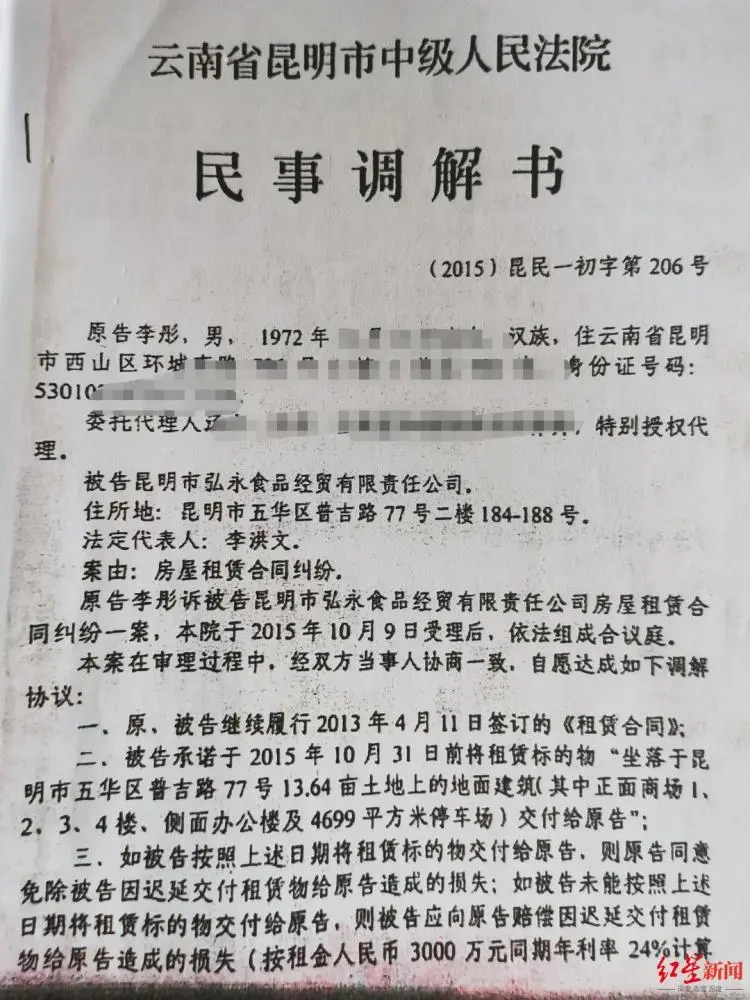 云南省昆明市中级人民法院
民事调解书
（2015）昆民一初字第 206 号
原告李彤，男，1972 年 汉族，住云南省昆明
市西山区环城 身份证号码：
53010
委托代理人 特别授权代
理。
被告昆明市弘永食品经贸有限责任公司。
住所地：昆明市五华区普吉路 77 号二楼 184-188 号。
法定代表人：李洪文。
案由：房屋租赁合同纠纷。
原告李彤诉被告昆明市弘永食品经贸有限责任公司房屋租赁合
同纠纷一案，本院于 2015 年 10 月 9 日受理后，依法组成合议庭。
本案在审理过程中，经双方当事人协商一致，自愿达成如下调解
协议：
一、原、被告继续履行 2013 年 4 月 11 日签订的《租赁合同》；
二、被告承诺于 2015 年 10 月 31 日前将租赁标的物“坐落于昆
明市五华区普吉路 77 号 13.64 亩土地上的地面建筑（其中正面商场 1、
2、3、4 楼、侧面办公楼及 4699 平方米停车场）交付给原告”；
三、如被告按照上述日期将租赁标的物交付给原告，则原告同意
免除被告因迟延交付租赁物给原告造成的损失；如被告未能按照上述
日期将租赁标的物交付给原告，则被告应向原告赔偿因迟延交付租赁
物给原告造成的损失（按租金人民币 3000 万元同期年利率 24%计算
红星新闻
深度 态度 温度